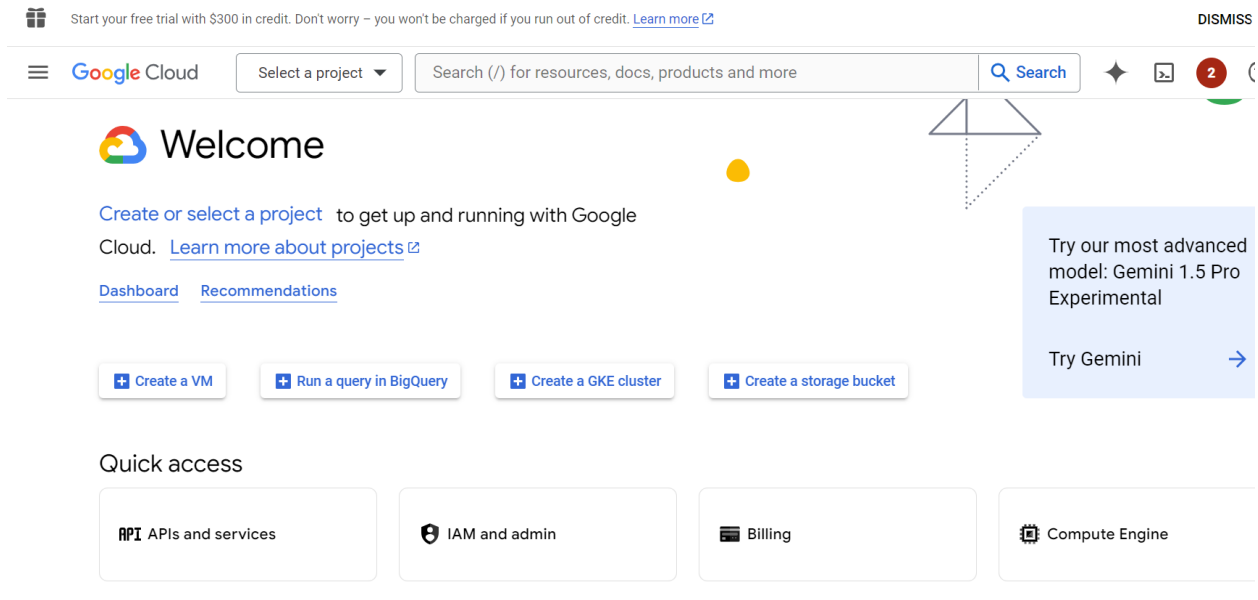 Start your free trial with $300 in credit. Don't worry – you won't be charged if you run out of credit. Learn more
DISMISS
Google Cloud
Select a project
Search (/) for resources, docs, products and more
Search
2
Welcome
Create or select a project to get up and running with Google
Cloud. Learn more about projects
Dashboard
Recommendations
Try our most advanced
model: Gemini 1.5 Pro
Experimental
Try Gemini
Create a VM
Run a query in BigQuery
Create a GKE cluster
Create a storage bucket
Quick access
API APIs and services
IAM and admin
Billing
Compute Engine